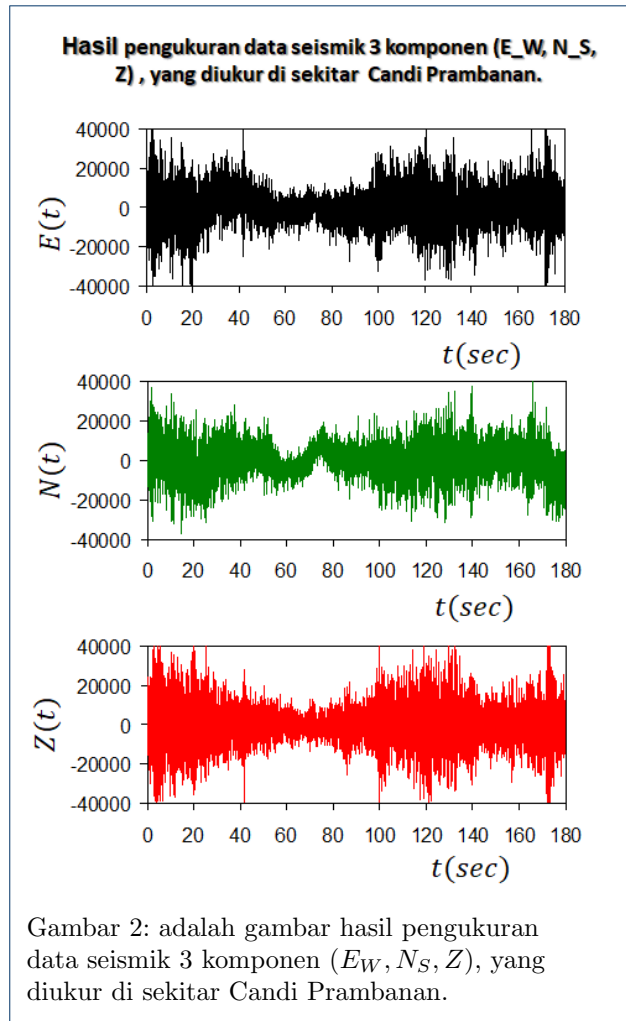 Hasil pengukuran data seismik 3 komponen (E_W, N_S,
Z) , yang diukur di sekitar Candi Prambanan.
40000
20000
0
-20000
-40000
E(t)
0 20 40 60 80 100 120 140 160 180
t(sec)
40000
20000
0
-20000
-40000
N(t)
0 20 40 60 80 100 120 140 160 180
t(sec)
40000
20000
0
-20000
-40000
Z(t)
0 20 40 60 80 100 120 140 160 180
t(sec)
Gambar 2: adalah gambar hasil pengukuran
data seismik 3 komponen (E_W, N_S, Z), yang
diukur di sekitar Candi Prambanan.